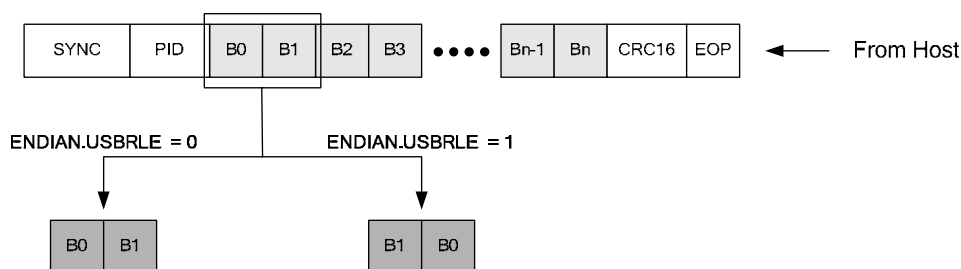 SYNC PID B0 B1 B2 B3 •••• Bn-1 Bn CRC16 EOP From Host
ENDIAN.USBRLE = 0 ENDIAN.USBRLE = 1
B0 B1 B1 B0